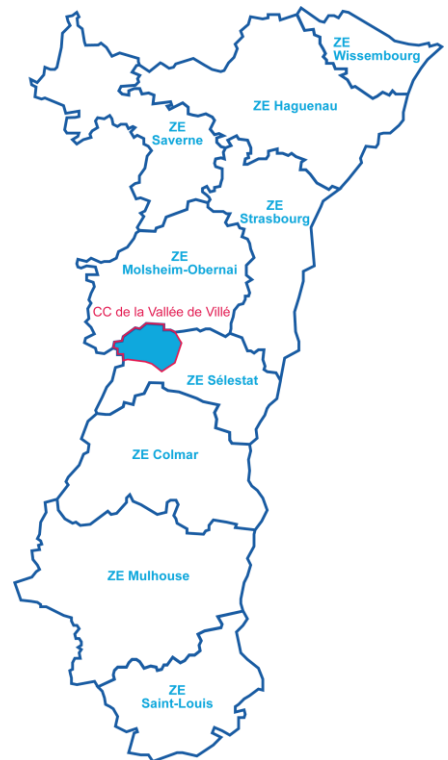 ZE
Wissembourg
ZE Haguenau
ZE
Saverne
ZE
Strasbourg
ZE
Molsheim-Obernai
CC de la Vallée de Villé
ZE Sélestat
ZE Colmar
ZE Mulhouse
ZE
Saint-Louis